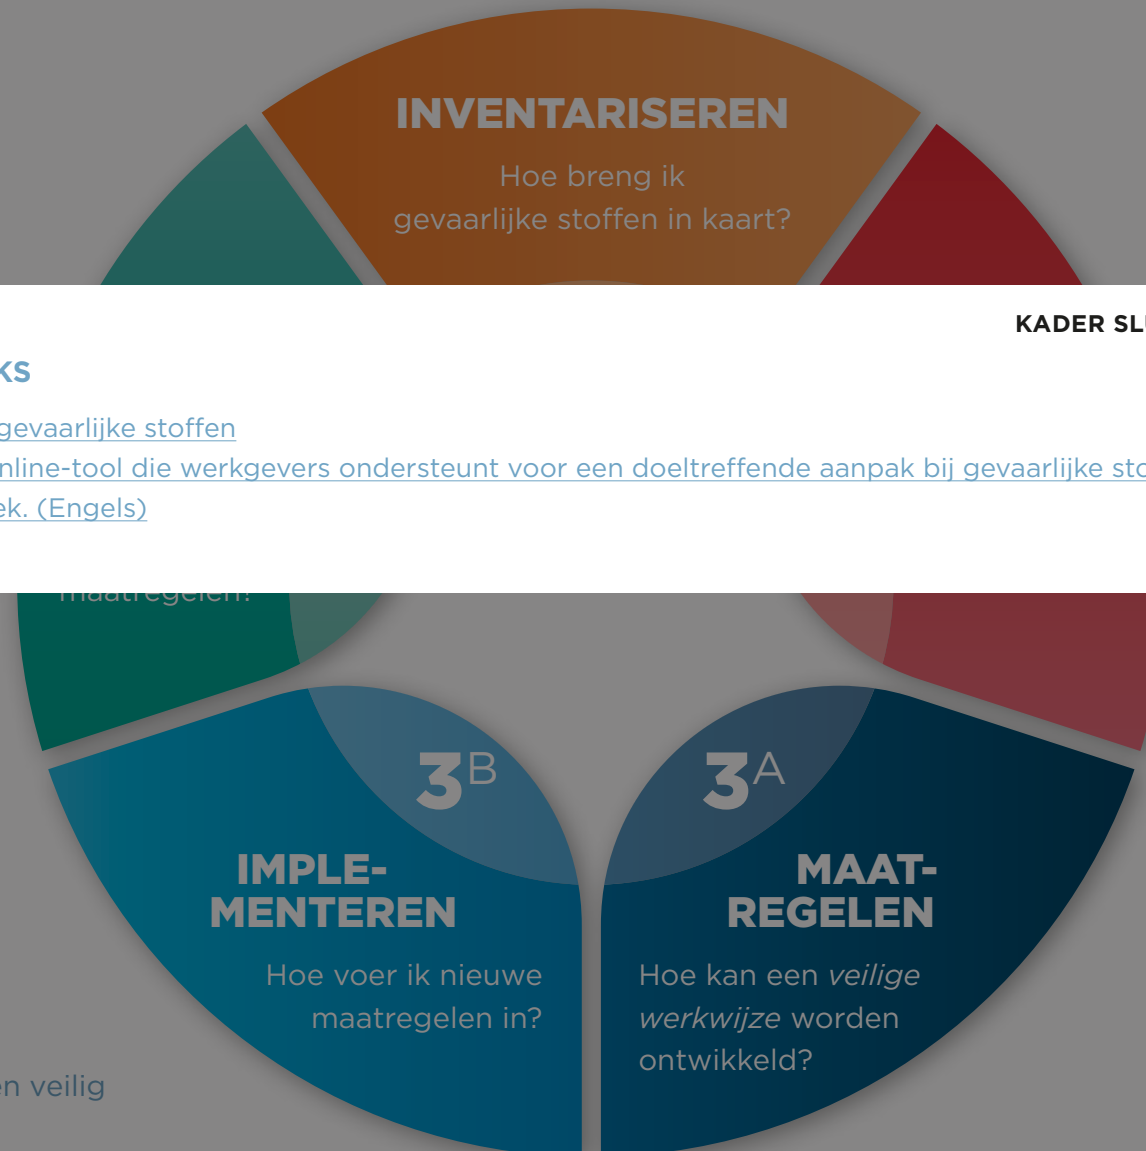 INVENTARISEREN
Hoe breng ik
gevaarlijke stoffen in kaart?
KADER
KS
gevaarlijke stoffen
nline-tool die werkgevers ondersteunt voor een doeltreffende aanpak bij gevaarlijke
ek. (Engels)
maatregelen?
3B
3A
IMPLE-
MENTEREN
Hoe voer ik nieuwe
maatregelen in?
MAAT-
REGELEN
Hoe kan een veilige
werkwijze worden
ontwikkeld?
en veilig